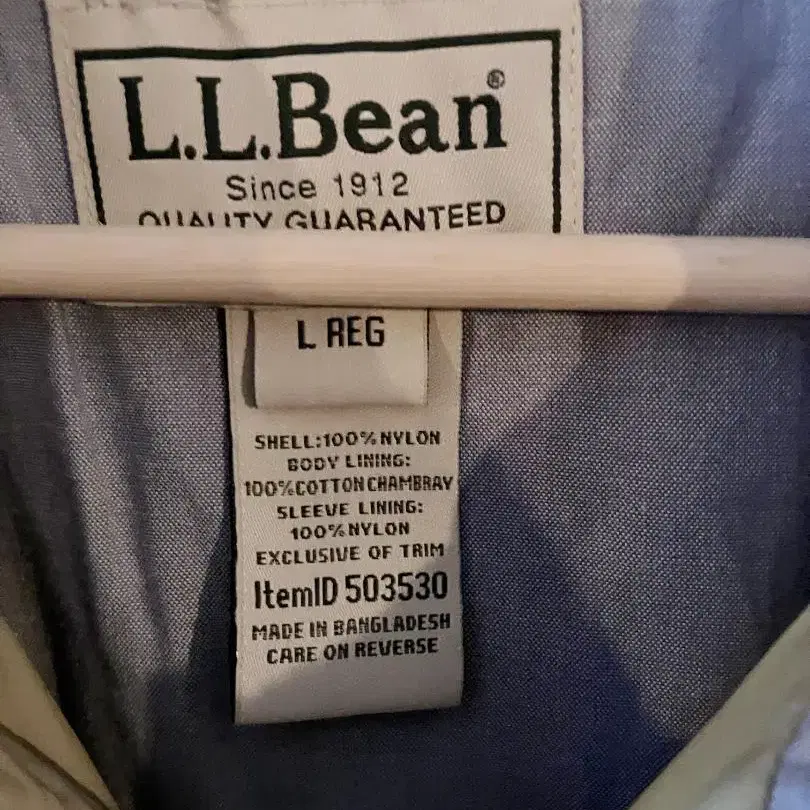 L.L.Bean®
Since 1912
QUALITY GUARANTEED
L REG
SHELL:100%NYLON
BODY LINING:
100%COTTON CHAMBRAY
SLEEVE LINING:
100%NYLON
EXCLUSIVE OF TRIM
ItemID 503530
MADE IN BANGLADESH
CARE ON REVERSE